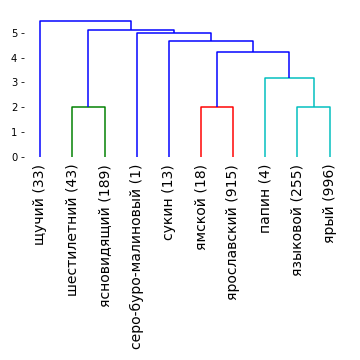 5
4
3
2
1
0
щучий (33)
шестилетний (43)
ясновидящий (189)
серо-буро-малиновый (1)
сукин (13)
ямской (18)
ярославский (915)
папин (4)
языковой (255)
ярый (996)